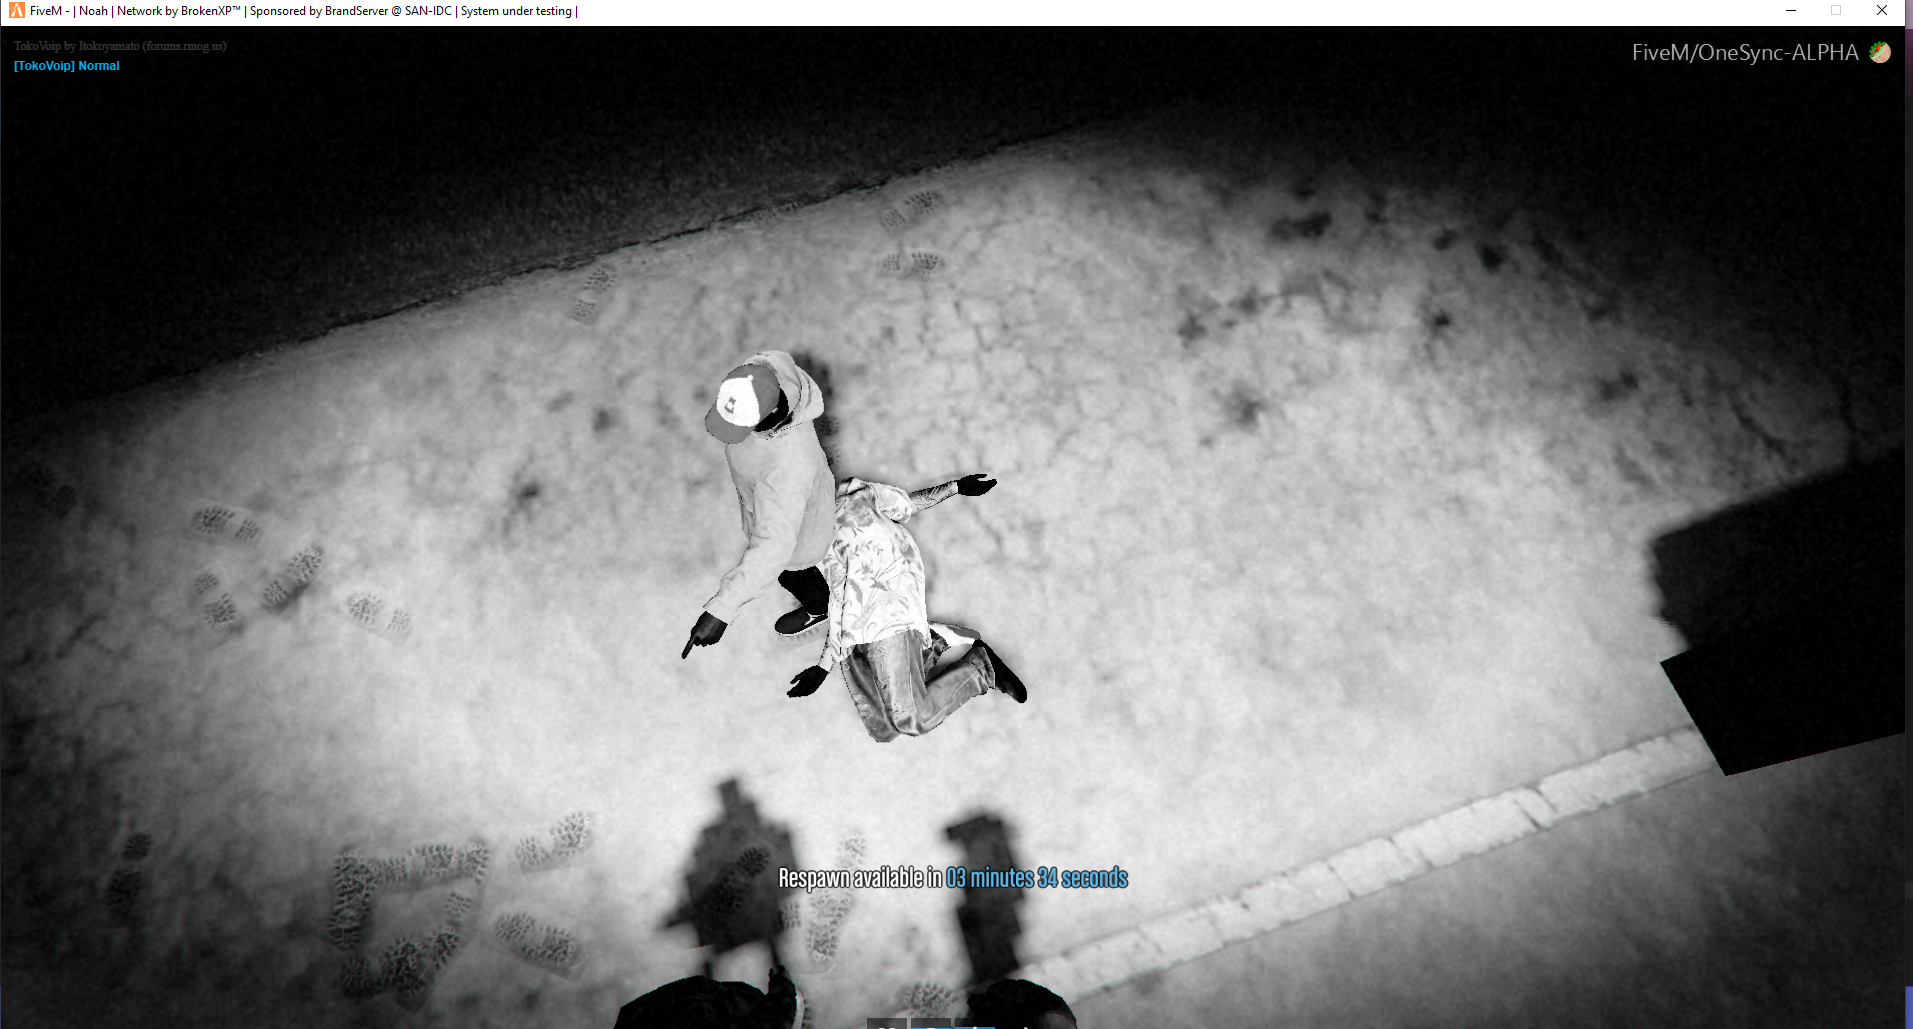 FiveM - | Noah | Network by BrokenXP™ | Sponsored by BrandServer @ SAN-IDC | System under testing |
TokoVoip by Itokoyamato (forums.rmog.us)
[TokoVoip] Normal
FiveM/OneSync-ALPHA
Respawn available in 03 minutes 34 seconds